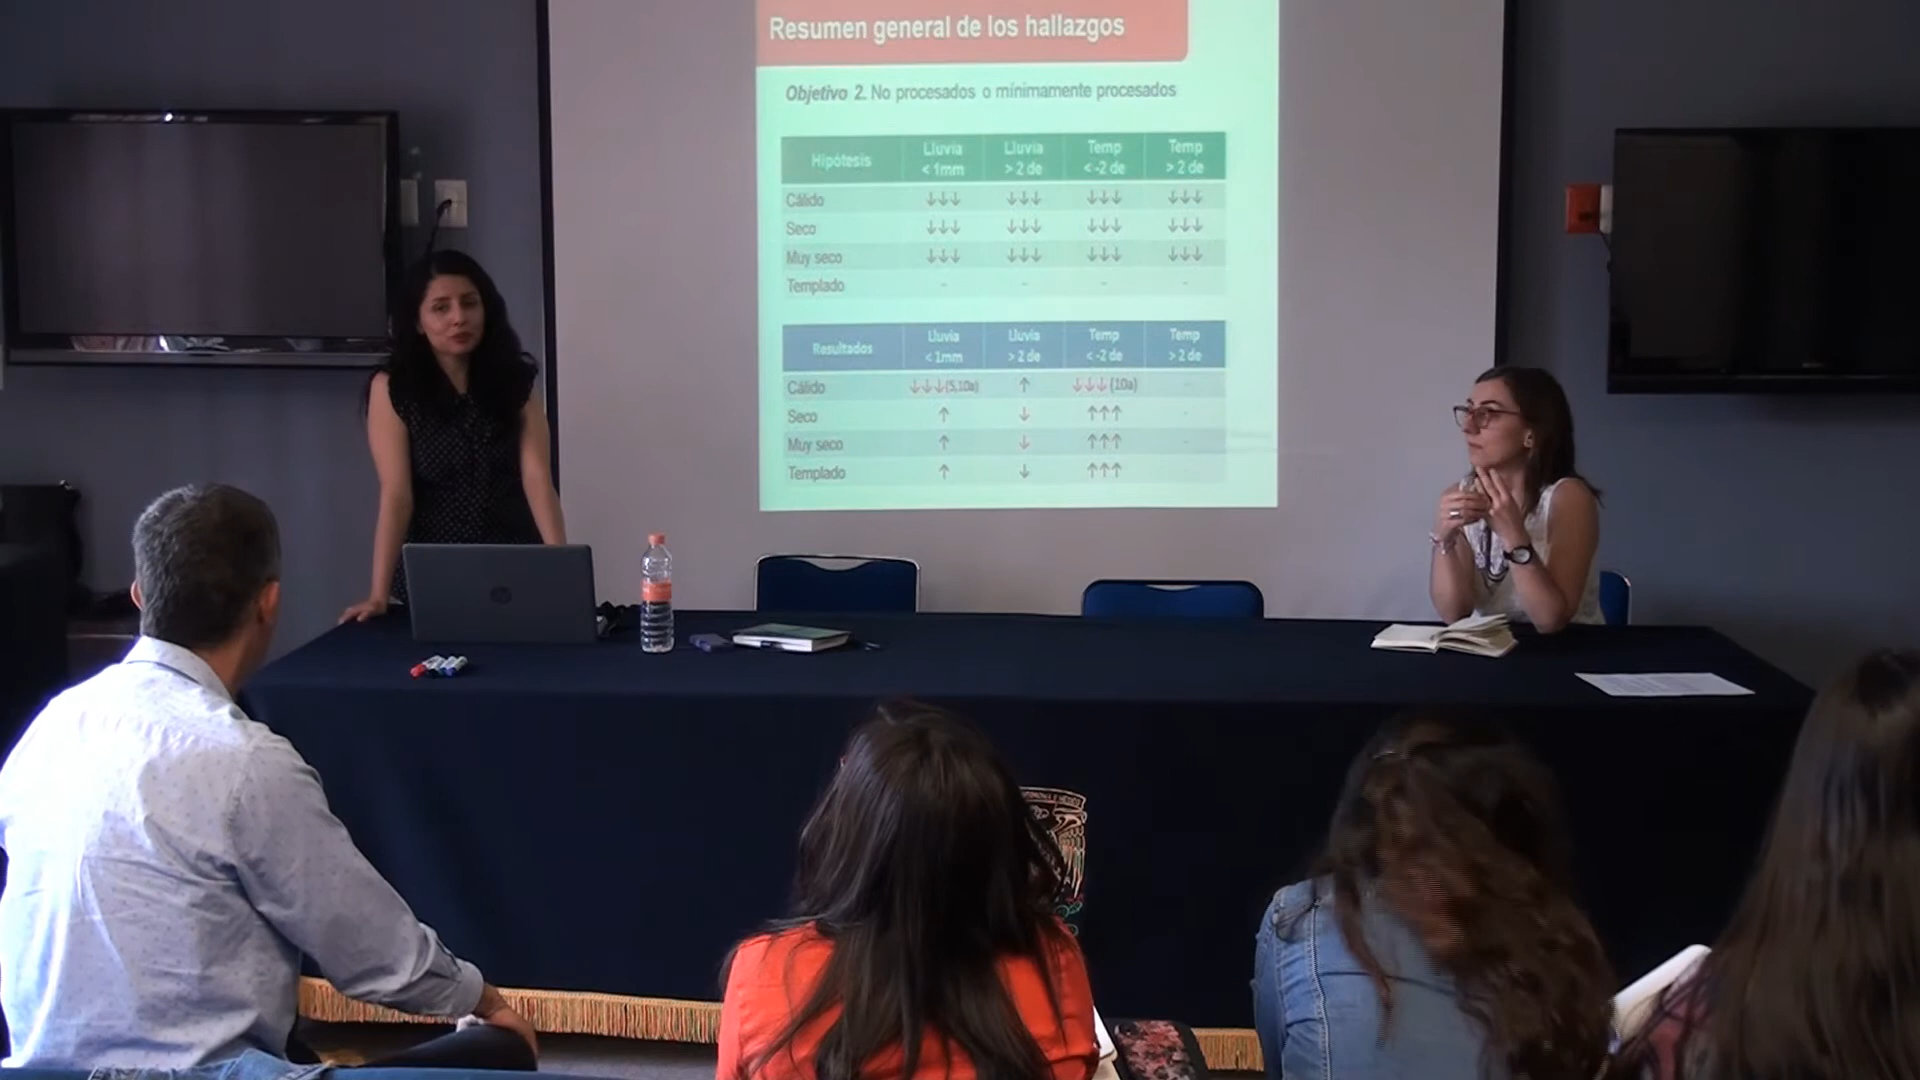 Resumen general de los hallazgos
Objetivo 2. No procesados o mínimamente procesados
Hipótesis Lluvia < 1mm Lluvia > 2 de Temp < -2 de Temp > 2 de
Cálido ↓↓↓ ↓↓↓ ↓↓↓ ↓↓↓
Seco ↓↓↓ ↓↓↓ ↓↓↓ ↓↓↓
Muy seco ↓↓↓ ↓↓↓ ↓↓↓ ↓↓↓
Templado - - - -
Resultados Lluvia < 1mm Lluvia > 2 de Temp < -2 de Temp > 2 de
Cálido ↓↓↓(5,10a) ↑ ↓↓↓(10a) -
Seco ↑ ↓ ↑↑↑ -
Muy seco ↑ ↓ ↑↑↑ -
Templado ↑ ↓ ↑↑↑ -